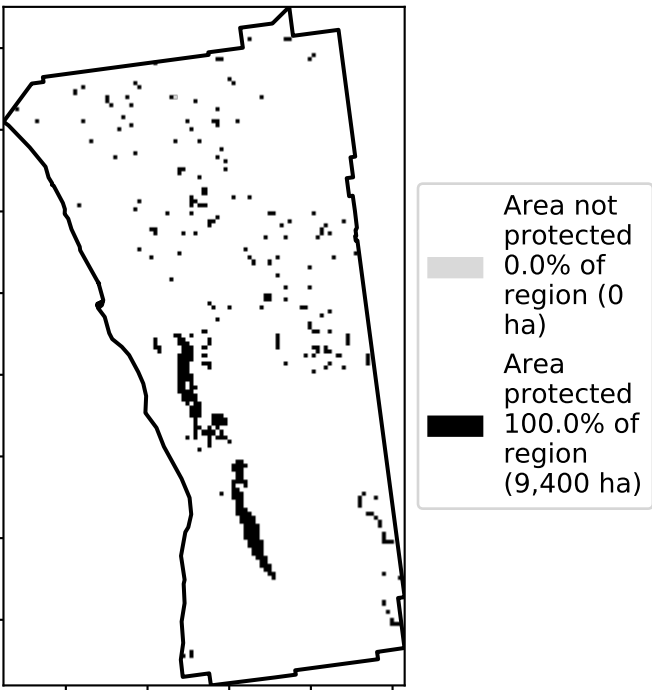 Area not
protected
0.0% of
region (0
ha)
Area
protected
100.0% of
region
(9,400 ha)